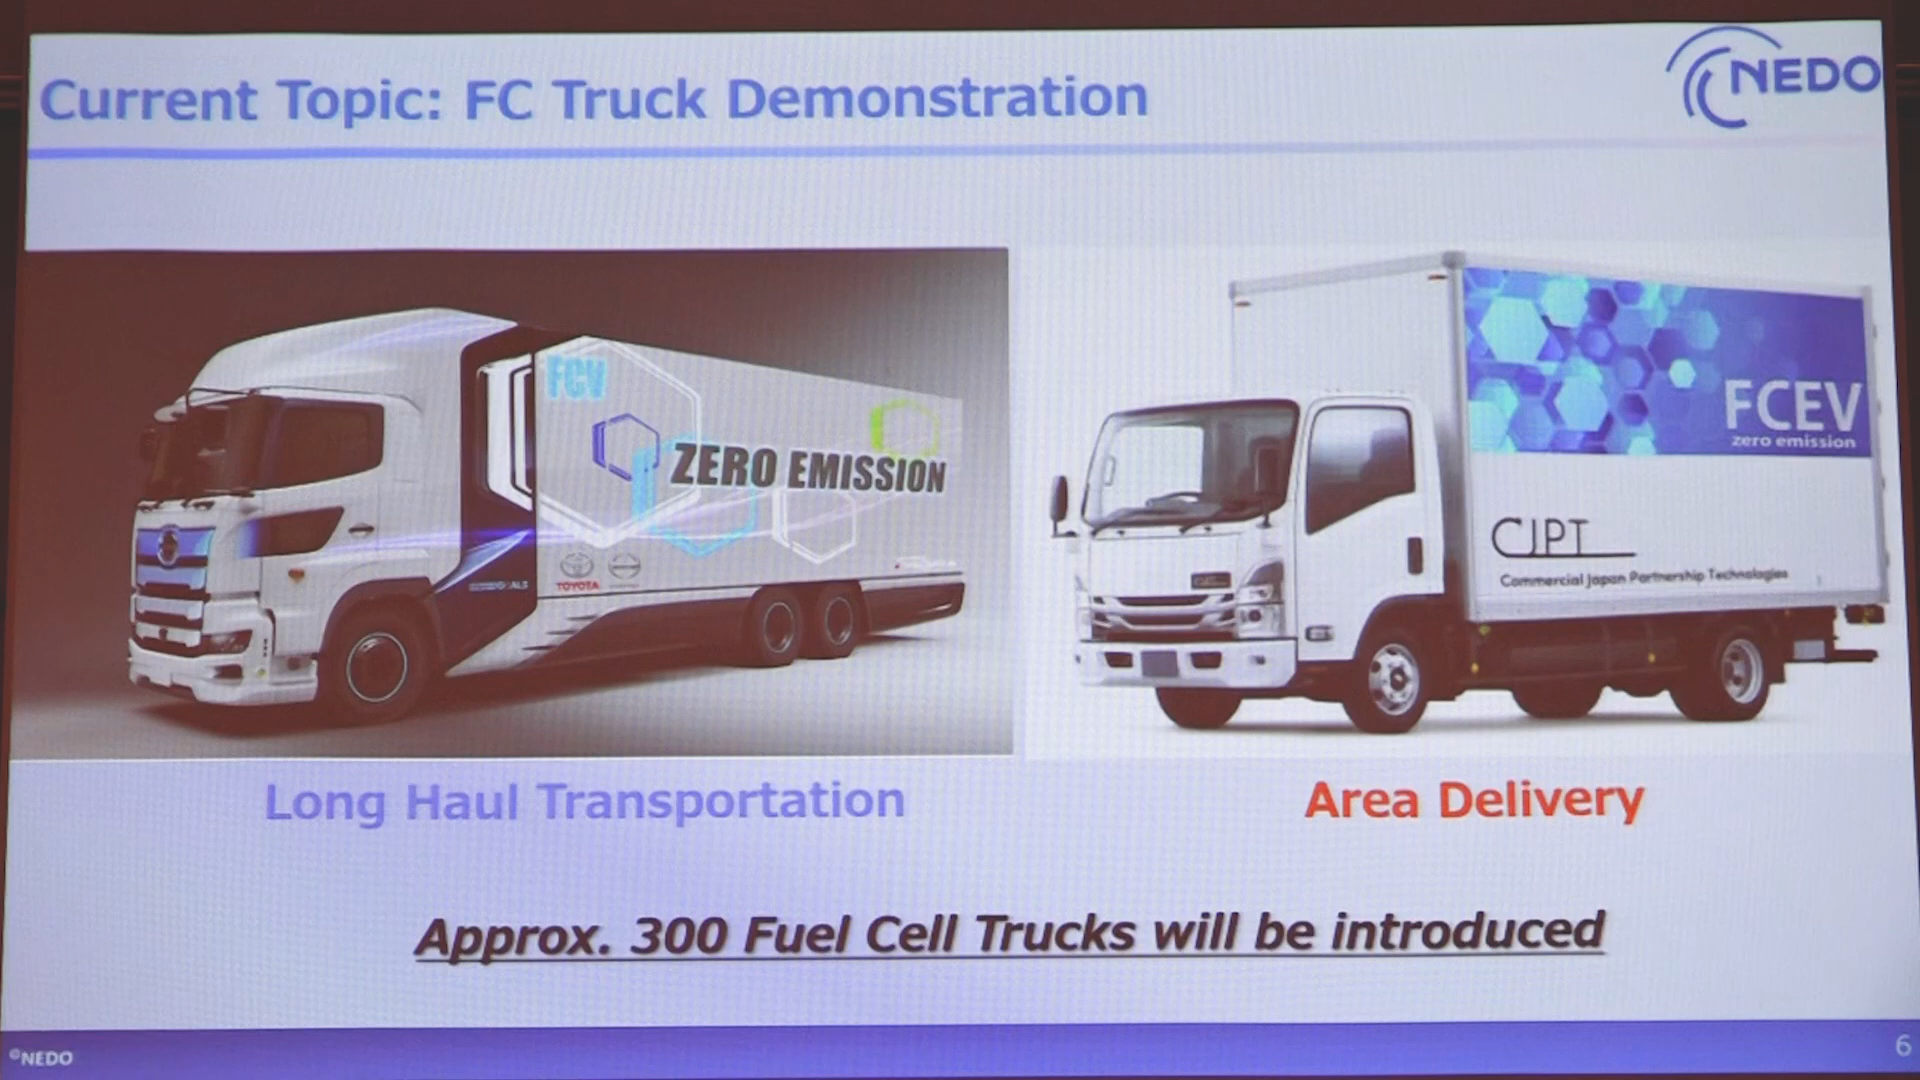 Current Topic: FC Truck Demonstration
NEDO
FCV
ZERO EMISSION
TOYOTA
FCEV
zero emission
CJPT
Commercial Japan Partnership Technologies
Long Haul Transportation
Area Delivery
Approx. 300 Fuel Cell Trucks will be introduced
©NEDO
6